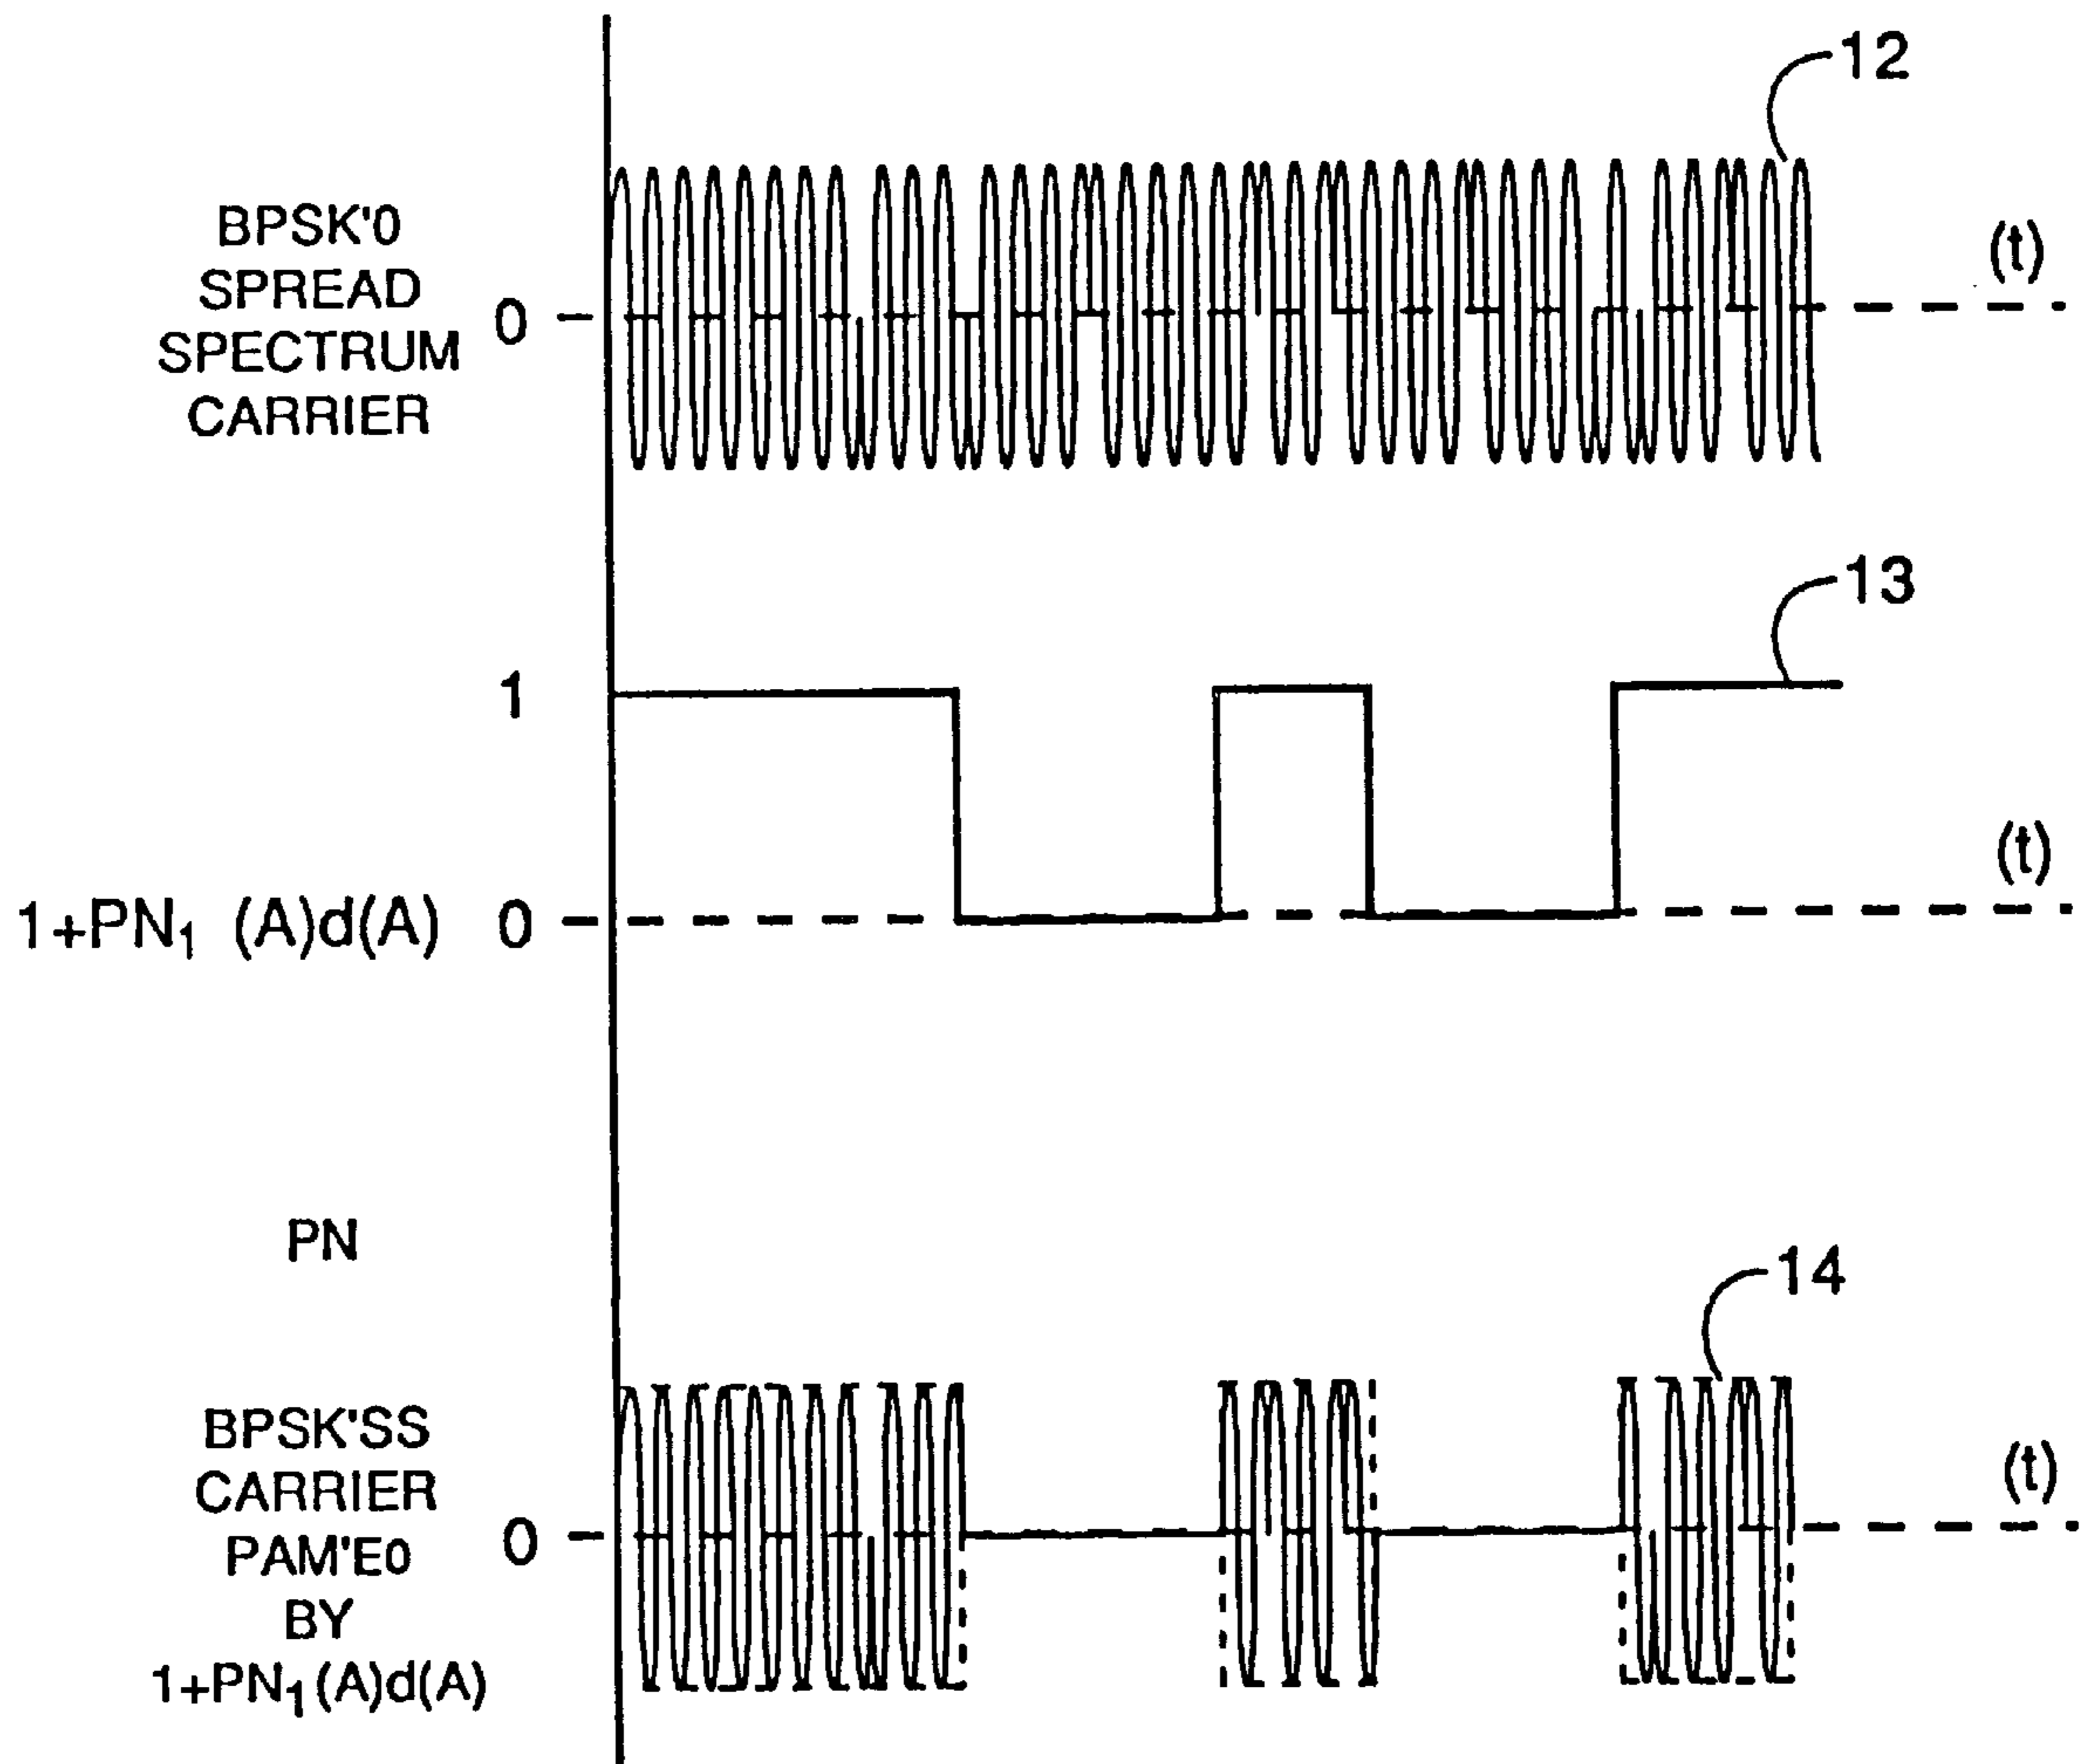 12
BPSK'0
SPREAD
SPECTRUM
CARRIER
0
(t)
13
1
1+PN₁ (A)d(A)
0
(t)
PN
14
BPSK'SS
CARRIER
PAM'E0
BY
1+PN₁(A)d(A)
0
(t)